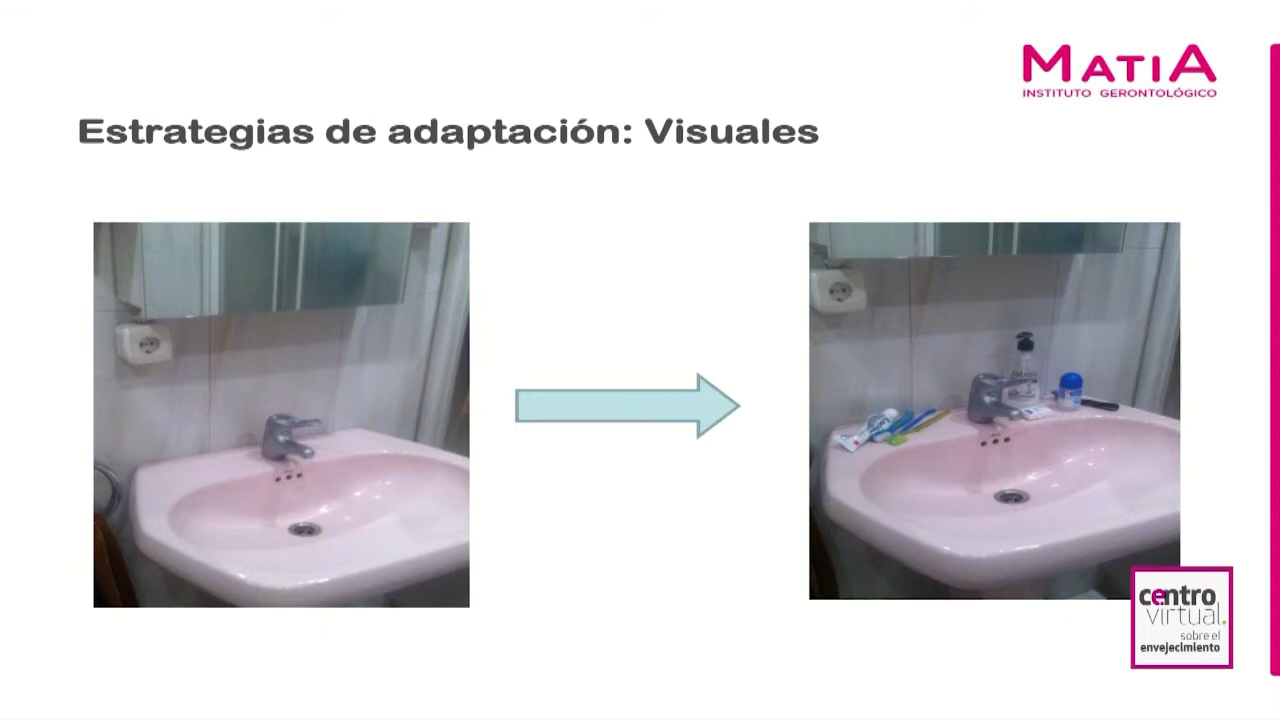 MATIA
INSTITUTO GERONTOLÓGICO
Estrategias de adaptación: Visuales
centro
virtual.
sobre el
envejecimiento